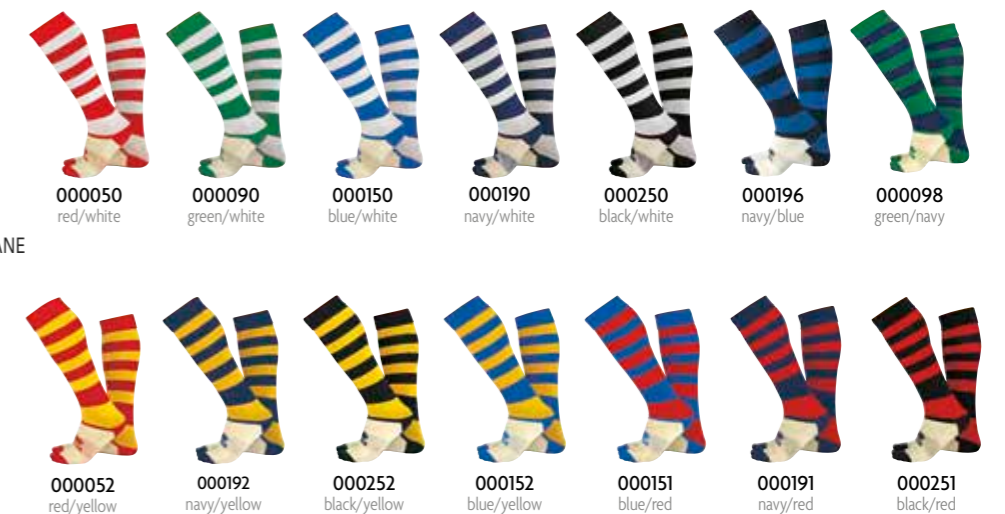 000050 000090 000150 000190 000250 000196 000098
red/white green/white blue/white navy/white black/white navy/blue green/navy
ANE
000052 000192 000252 000152 000151 000191 000251
red/yellow navy/yellow black/yellow blue/yellow blue/red navy/red black/red